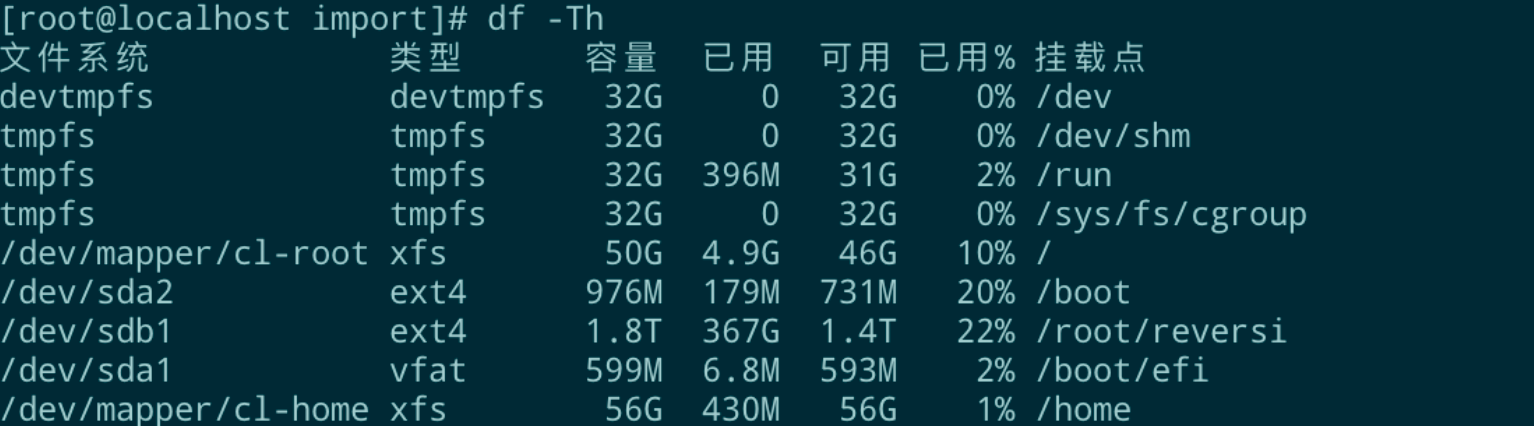 [root@localhost import]# df -Th
文件系统 类型 容量 已用 可用 已用% 挂载点
devtmpfs devtmpfs 32G 0 32G 0% /dev
tmpfs tmpfs 32G 0 32G 0% /dev/shm
tmpfs tmpfs 32G 396M 31G 2% /run
tmpfs tmpfs 32G 0 32G 0% /sys/fs/cgroup
/dev/mapper/cl-root xfs 50G 4.9G 46G 10% /
/dev/sda2 ext4 976M 179M 731M 20% /boot
/dev/sdb1 ext4 1.8T 367G 1.4T 22% /root/reversi
/dev/sda1 vfat 599M 6.8M 593M 2% /boot/efi
/dev/mapper/cl-home xfs 56G 430M 56G 1% /home